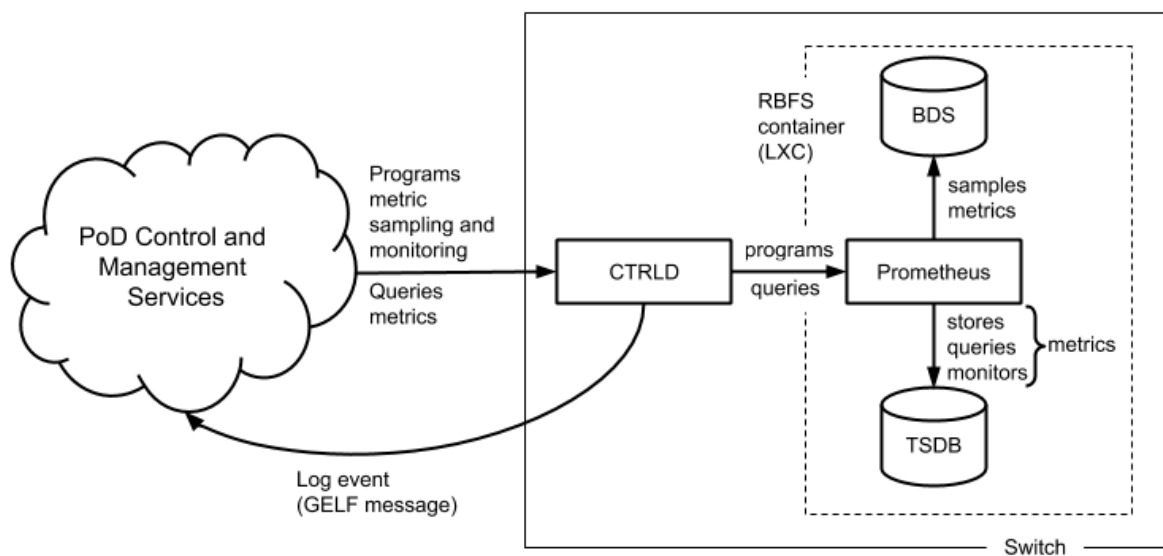 PoD Control and
Management
Services
Programs
metric
sampling and
monitoring
Queries
metrics
Log event
(GELF message)
CTRLD
programs
queries
RBFS
container
(LXC)
BDS
samples
metrics
Prometheus
stores
queries
monitors
metrics
TSDB
Switch